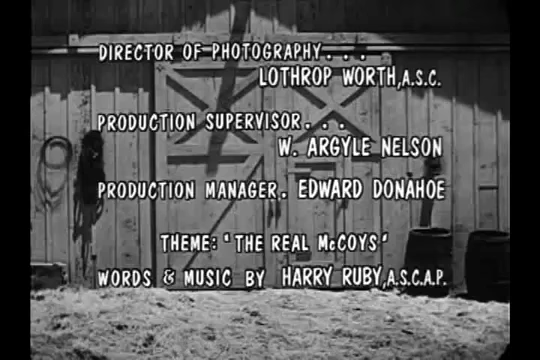 DIRECTOR OF PHOTOGRAPHY...
LOTHROP WORTH, A.S.C.
PRODUCTION SUPERVISOR...
W. ARGYLE NELSON
PRODUCTION MANAGER. EDWARD DONAHOE
THEME: "THE REAL McCOYS"
WORDS & MUSIC BY HARRY RUBY, A.S.C.A.P.